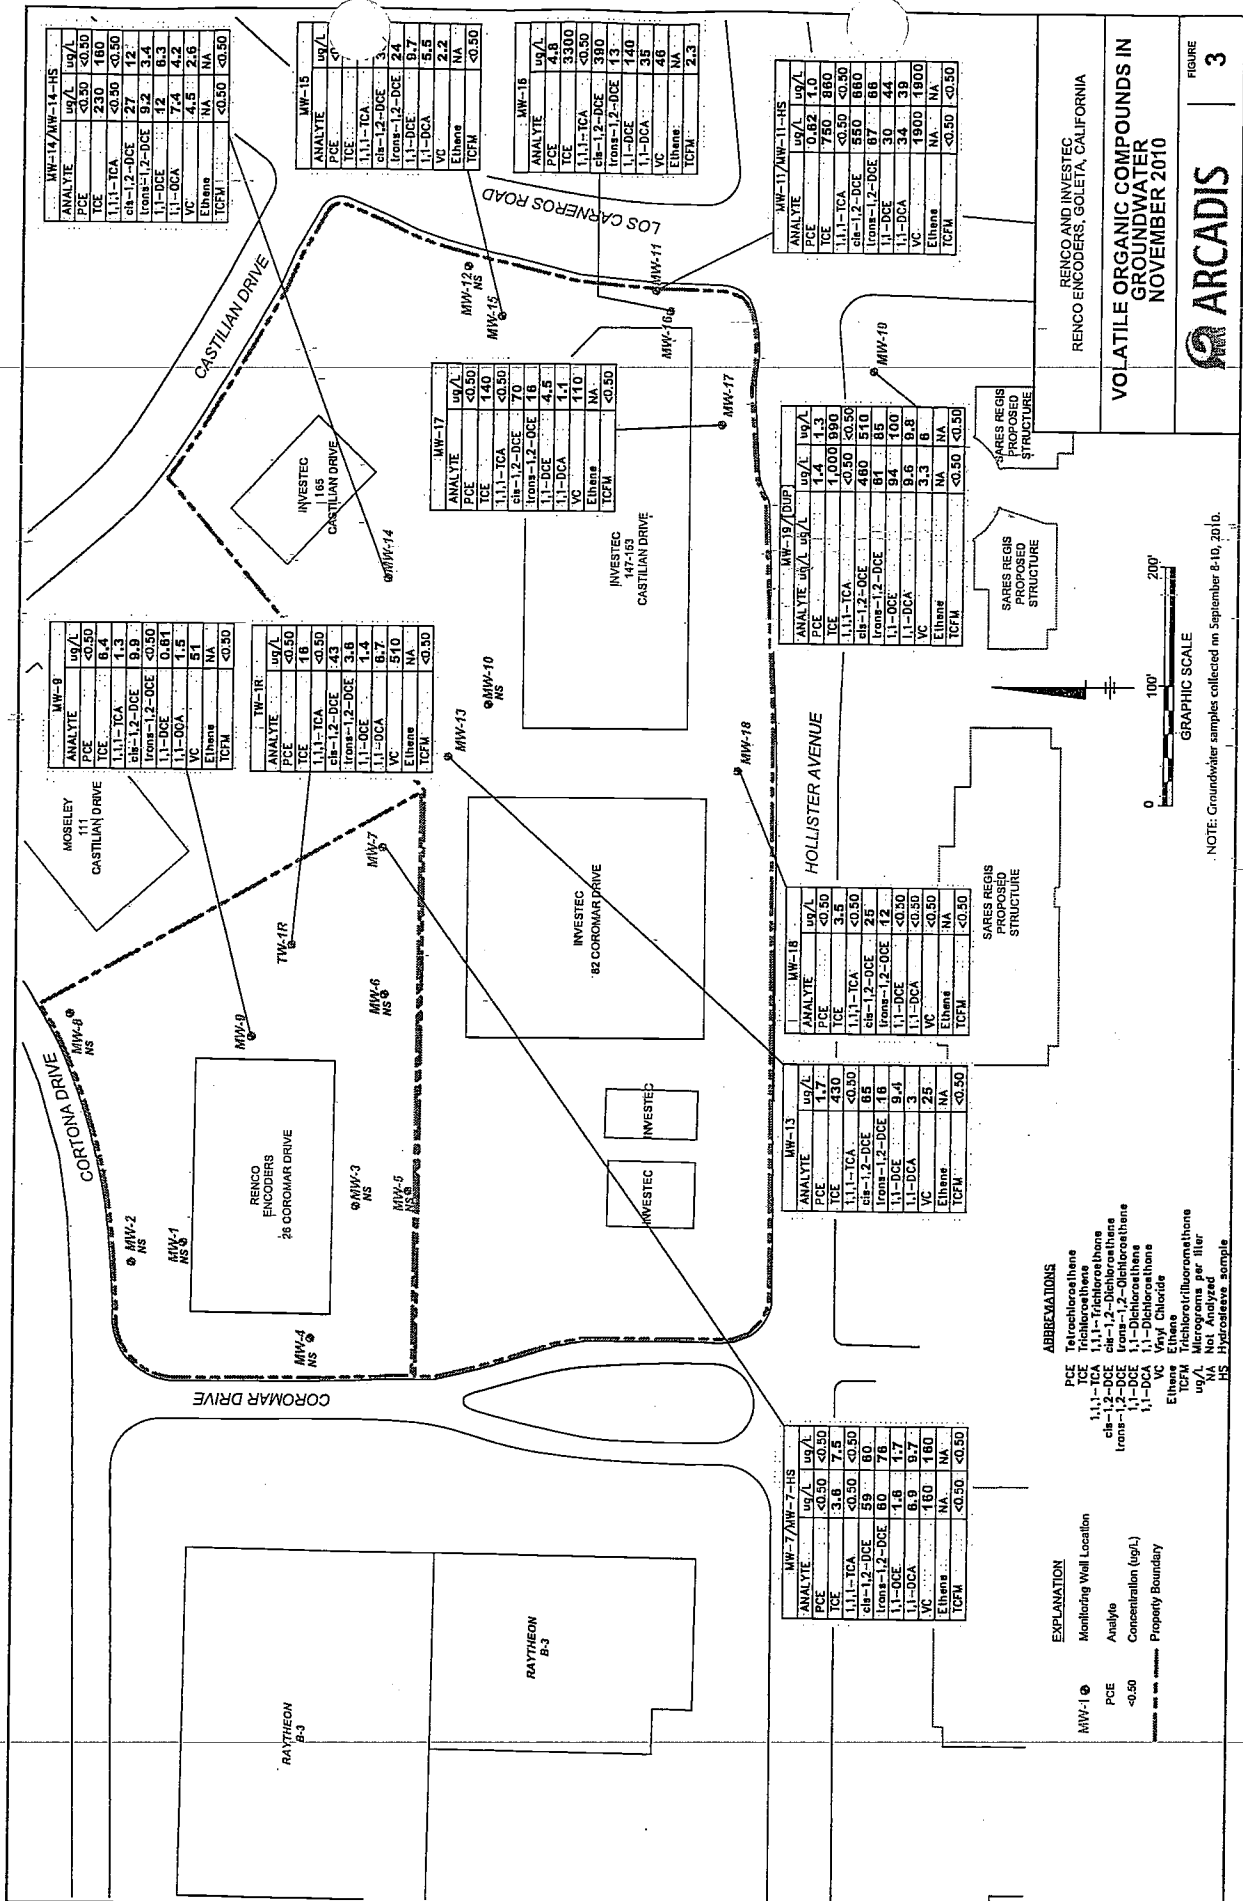 MW-14/MW-14-HS
ANALYTE ug/L ug/L
PCE <0.50 <0.50
TCE 230 160
1,1,1-TCA <0.50 <0.50
cis-1,2-DCE 27 12
trans-1,2-DCE 9.2 3.4
1,1-DCE 12 6.3
1,1-DCA 7.4 4.2
VC 4.5 2.6
Ethene NA NA
TCFM <0.50 <0.50
MW-15
ANALYTE ug/L
PCE
TCE
1,1,1-TCA
cis-1,2-DCE
trans-1,2-DCE 24
1,1-DCE 9.7
1,1-DCA 5.5
VC 2.2
Ethene NA
TCFM <0.50
MW-16
ANALYTE ug/L
PCE 4.8
TCE 3300
1,1,1-TCA <0.50
cis-1,2-DCE 390
trans-1,2-DCE 13
1,1-DCE 140
1,1-DCA 35
VC 46
Ethene NA
TCFM 2.3
MW-11/MW-11-HS
ANALYTE ug/L ug/L
PCE 0.62 1.0
TCE 750 860
1,1,1-TCA <0.50 <0.50
cis-1,2-DCE 550 660
trans-1,2-DCE 67 66
1,1-DCE 30 44
1,1-DCA 34 39
VC 1900 1900
Ethene NA NA
TCFM <0.50 <0.50
MW-9
ANALYTE ug/L
PCE <0.50
TCE 6.4
1,1,1-TCA 1.3
cis-1,2-DCE 9.9
trans-1,2-DCE <0.50
1,1-DCE 0.61
1,1-DCA 1.5
VC 51
Ethene NA
TCFM <0.50
TW-1R
ANALYTE ug/L
PCE <0.50
TCE 16
1,1,1-TCA <0.50
cis-1,2-DCE 43
trans-1,2-DCE 3.6
1,1-DCE 1.4
1,1-DCA 6.7
VC 510
Ethene NA
TCFM <0.50
MW-17
ANALYTE ug/L
PCE <0.50
TCE 140
1,1,1-TCA <0.50
cis-1,2-DCE 70
trans-1,2-DCE 16
1,1-DCE 4.5
1,1-DCA 1.1
VC 110
Ethene NA
TCFM <0.50
MW-19/(DUP)
ANALYTE ug/L ug/L ug/L ug/L
PCE 1.4 1.3
TCE 1,000 990
1,1,1-TCA <0.50 <0.50
cis-1,2-DCE 460 510
trans-1,2-DCE 61 85
1,1-DCE 94 100
1,1-DCA 9.6 9.8
VC 3.3 6
Ethene NA NA
TCFM <0.50 <0.50
MW-18
ANALYTE ug/L
PCE <0.50
TCE 3.5
1,1,1-TCA <0.50
cis-1,2-DCE 25
trans-1,2-DCE 12
1,1-DCE <0.50
1,1-DCA <0.50
VC <0.50
Ethene NA
TCFM <0.50
MW-13
ANALYTE ug/L
PCE 1.7
TCE 430
1,1,1-TCA <0.50
cis-1,2-DCE 65
trans-1,2-DCE 16
1,1-DCE 9.4
1,1-DCA 3
VC 25
Ethene NA
TCFM <0.50
MW-7/MW-7-HS
ANALYTE ug/L ug/L
PCE <0.50 <0.50
TCE 3.6 7.5
1,1,1-TCA <0.50 <0.50
cis-1,2-DCE 59 60
trans-1,2-DCE 60 76
1,1-DCE 1.6 1.7
1,1-DCA 6.9 9.7
VC 160 160
Ethene NA NA
TCFM <0.50 <0.50
CASTILIAN DRIVE
LOS CARNEROS ROAD
CORTONA DRIVE
COROMAR DRIVE
HOLLISTER AVENUE
MOSELEY
111
CASTILIAN DRIVE
INVESTEC
165
CASTILIAN DRIVE
INVESTEC
147-153
CASTILIAN DRIVE
INVESTEC
82 COROMAR DRIVE
INVESTEC
INVESTEC
RENCO
ENCODERS
26 COROMAR DRIVE
RAYTHEON
B-3
RAYTHEON
B-3
SARES REGIS
PROPOSED
STRUCTURE
SARES REGIS
PROPOSED
STRUCTURE
SARES REGIS
PROPOSED
STRUCTURE
MW-8
NS
MW-2
NS
MW-1
NS
MW-4
NS
MW-3
NS
MW-5
NS
MW-6
NS
MW-9
TW-1R
MW-7
MW-13
MW-10
NS
MW-14
MW-12
NS
MW-15
MW-11
MW-16
MW-17
MW-18
MW-19
EXPLANATION
MW-1 Monitoring Well Location
PCE Analyte
<0.50 Concentration (ug/L)
Property Boundary
ABBREVIATIONS
PCE Tetrachloroethene
TCE Trichloroethene
1,1,1-TCA 1,1,1-Trichloroethane
cis-1,2-DCE cis-1,2-Dichloroethene
trans-1,2-DCE trans-1,2-Dichloroethene
1,1-DCE 1,1-Dichloroethene
1,1-DCA 1,1-Dichloroethane
VC Vinyl Chloride
Ethene Ethene
TCFM Trichlorotrifluoromethane
ug/L Micrograms per liter
NA Not Analyzed
HS Hydrasleeve sample
0 100' 200'
GRAPHIC SCALE
NOTE: Groundwater samples collected on September 8-10, 2010.
RENCO AND INVESTEC
RENCO ENCODERS, GOLETA, CALIFORNIA
VOLATILE ORGANIC COMPOUNDS IN
GROUNDWATER
NOVEMBER 2010
ARCADIS
FIGURE
3